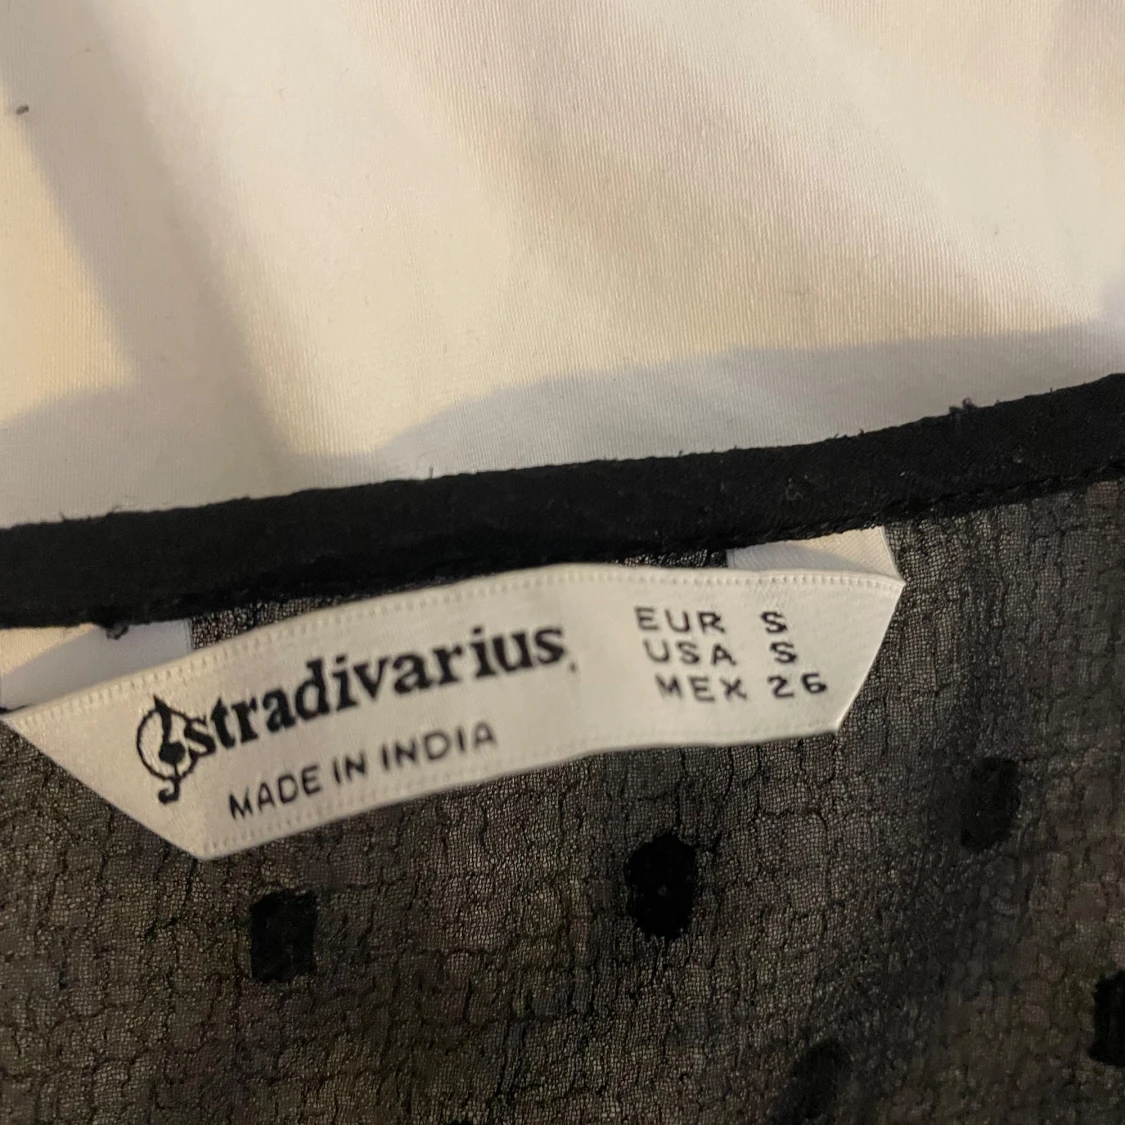 stradivarius
MADE IN INDIA
EUR S
USA S
MEX 26